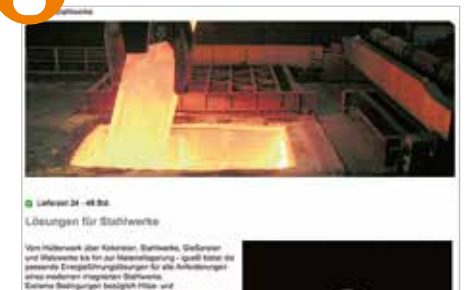 Stahlwerke
Lieferzeit 24 - 48 Std.
Lösungen für Stahlwerke
Vom Hüttenwerk über Kokereien, Stahlwerke, Gießereien
und Walzwerke bis hin zur Materiallagerung - igus® bietet die
passende Energieführungslösungen für alle Anforderungen
eines modernen integrierten Stahlwerks.
Extreme Bedingungen bezüglich Hitze- und